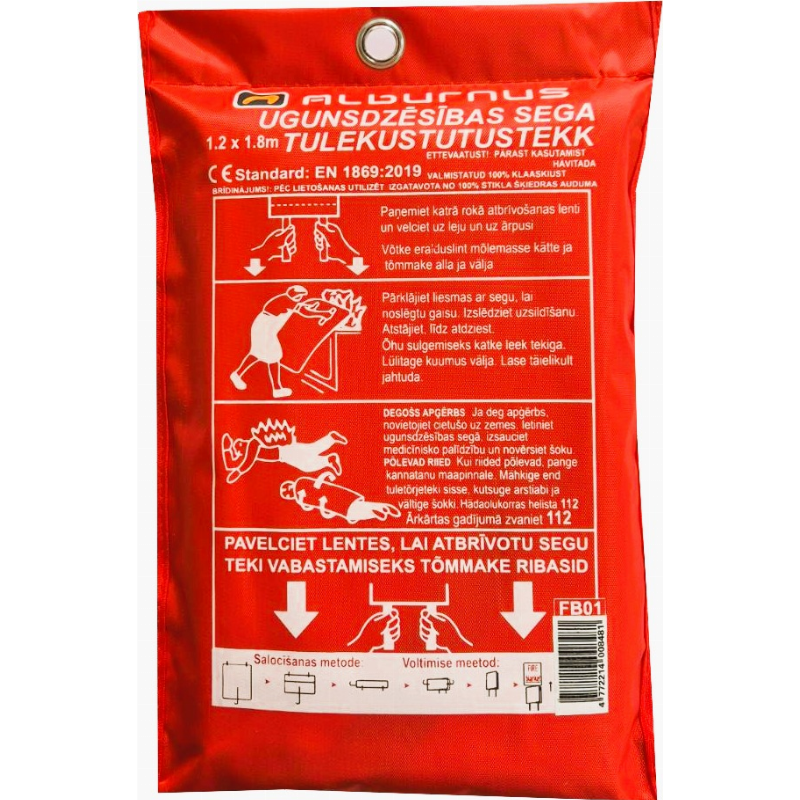 ALBURNUS
UGUNSDZĒSĪBAS SEGA
1.2 x 1.8m TULEKUSTUTUSTEKK
ETTEVAATUST! PÄRAST KASUTAMIST
HÄVITADA
CE Standard: EN 1869:2019 VALMISTATUD 100% KLAASKIUST
BRĪDINĀJUMS!: PĒC LIETOŠANAS UTILIZĒT IZGATAVOTA NO 100% STIKLA ŠĶIEDRAS AUDUMA
Paņemiet katrā rokā atbrīvošanas lenti
un velciet uz leju un uz ārpusi
Võtke eralduslint mõlemasse kätte ja
tõmmake alla ja välja
Pārklājiet liesmas ar segu, lai
noslēgtu gaisu. Izslēdziet uzsildīšanu.
Atstājiet, līdz atdziest.
Õhu sulgemiseks katke leek tekiga.
Lülitage kuumus välja. Lase täielikult
jahtuda.
DEGOŠS APĢĒRBS Ja deg apģērbs,
novietojiet cietušo uz zemes. Ietiniet
ugunsdzēsības segā, izsauciet
medicīnisko palīdzību un novērsiet šoku.
PÕLEVAD RIIED Kui riided põlevad, pange
kannatanu maapinnale. Mähkige end
tuletõrjeteki sisse, kutsuge arstiabi ja
vältige šokki. Hädaolukorras helista 112
Ārkārtas gadījumā zvaniet 112
PAVELCIET LENTES, LAI ATBRĪVOTU SEGU
TEKI VABASTAMISEKS TÕMMAKE RIBASID
FB01
Salocīšanas metode: Voltimise meetod:
FIRE
4 772214 008481